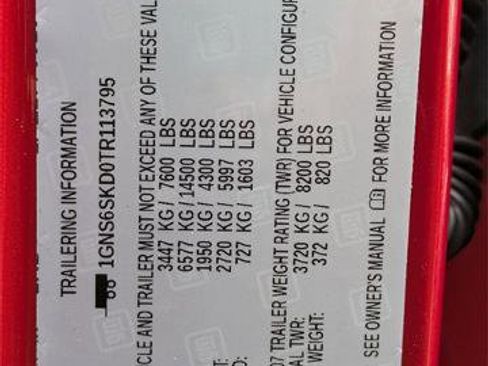 TRAILERING INFORMATION
66 1GNS6SKD0TR113795
CLE AND TRAILER MUST NOT EXCEED ANY OF THESE VAL
3447 KG/ 7600 LBS
6577 KG/14500 LBS
1950 KG/ 4300 LBS
T: 2720 KG/ 5997 LBS
D: 727 KG/ 1603 LBS
07 TRAILER WEIGHT RATING (TWR) FOR VEHICLE CONFIGUR
AL TWR: 3720 KG/ 8200 LBS
WEIGHT: 372 KG/ 820 LBS
SEE OWNER'S MANUAL FOR MORE INFORMATION